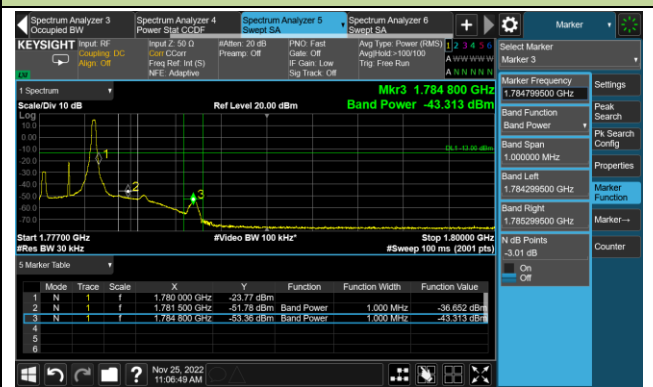 Spectrum Analyzer 3
Occupied BW
Spectrum Analyzer 4
Power Stat CCDF
Spectrum Analyzer 5
Swept SA
Spectrum Analyzer 6
Swept SA
+
Marker
KEYSIGHT
Input: RF
Coupling: DC
Align: Off
Input Z: 50 Ω
Corr CCorr
Freq Ref: Int (S)
NFE: Adaptive
#Atten: 20 dB
Preamp: Off
PNO: Fast
Gate: Off
IF Gain: Low
Sig Track: Off
Avg Type: Power (RMS)
Avg|Hold:>100/100
Trig: Free Run
1 2 3 4 5 6
A W W W W W
A N N N N N
Select Marker
Marker 3
1 Spectrum
Mkr3 1.784 800 GHz
Scale/Div 10 dB
Ref Level 20.00 dBm
Band Power -43.313 dBm
Log
10.0
0.00
-10.0
-20.0
-30.0
-40.0
-50.0
-60.0
-70.0
DL1 -13.00 dBm
1
2
3
Start 1.77700 GHz
#Video BW 100 kHz*
Stop 1.80000 GHz
#Res BW 30 kHz
#Sweep 100 ms (2001 pts)
5 Marker Table
Mode Trace Scale X Y Function Function Width Function Value
1 N 1 f 1.780 000 GHz -23.77 dBm
2 N 1 f 1.781 500 GHz -51.78 dBm Band Power 1.000 MHz -36.652 dBm
3 N 1 f 1.784 800 GHz -53.36 dBm Band Power 1.000 MHz -43.313 dBm
4
5
6
Marker Frequency
1.784799500 GHz
Band Function
Band Power
Band Span
1.000000 MHz
Band Left
1.784299500 GHz
Band Right
1.785299500 GHz
N dB Points
-3.01 dB
On
Off
Settings
Peak
Search
Pk Search
Config
Properties
Marker
Function
Marker→
Counter
?
Nov 25, 2022
11:06:49 AM